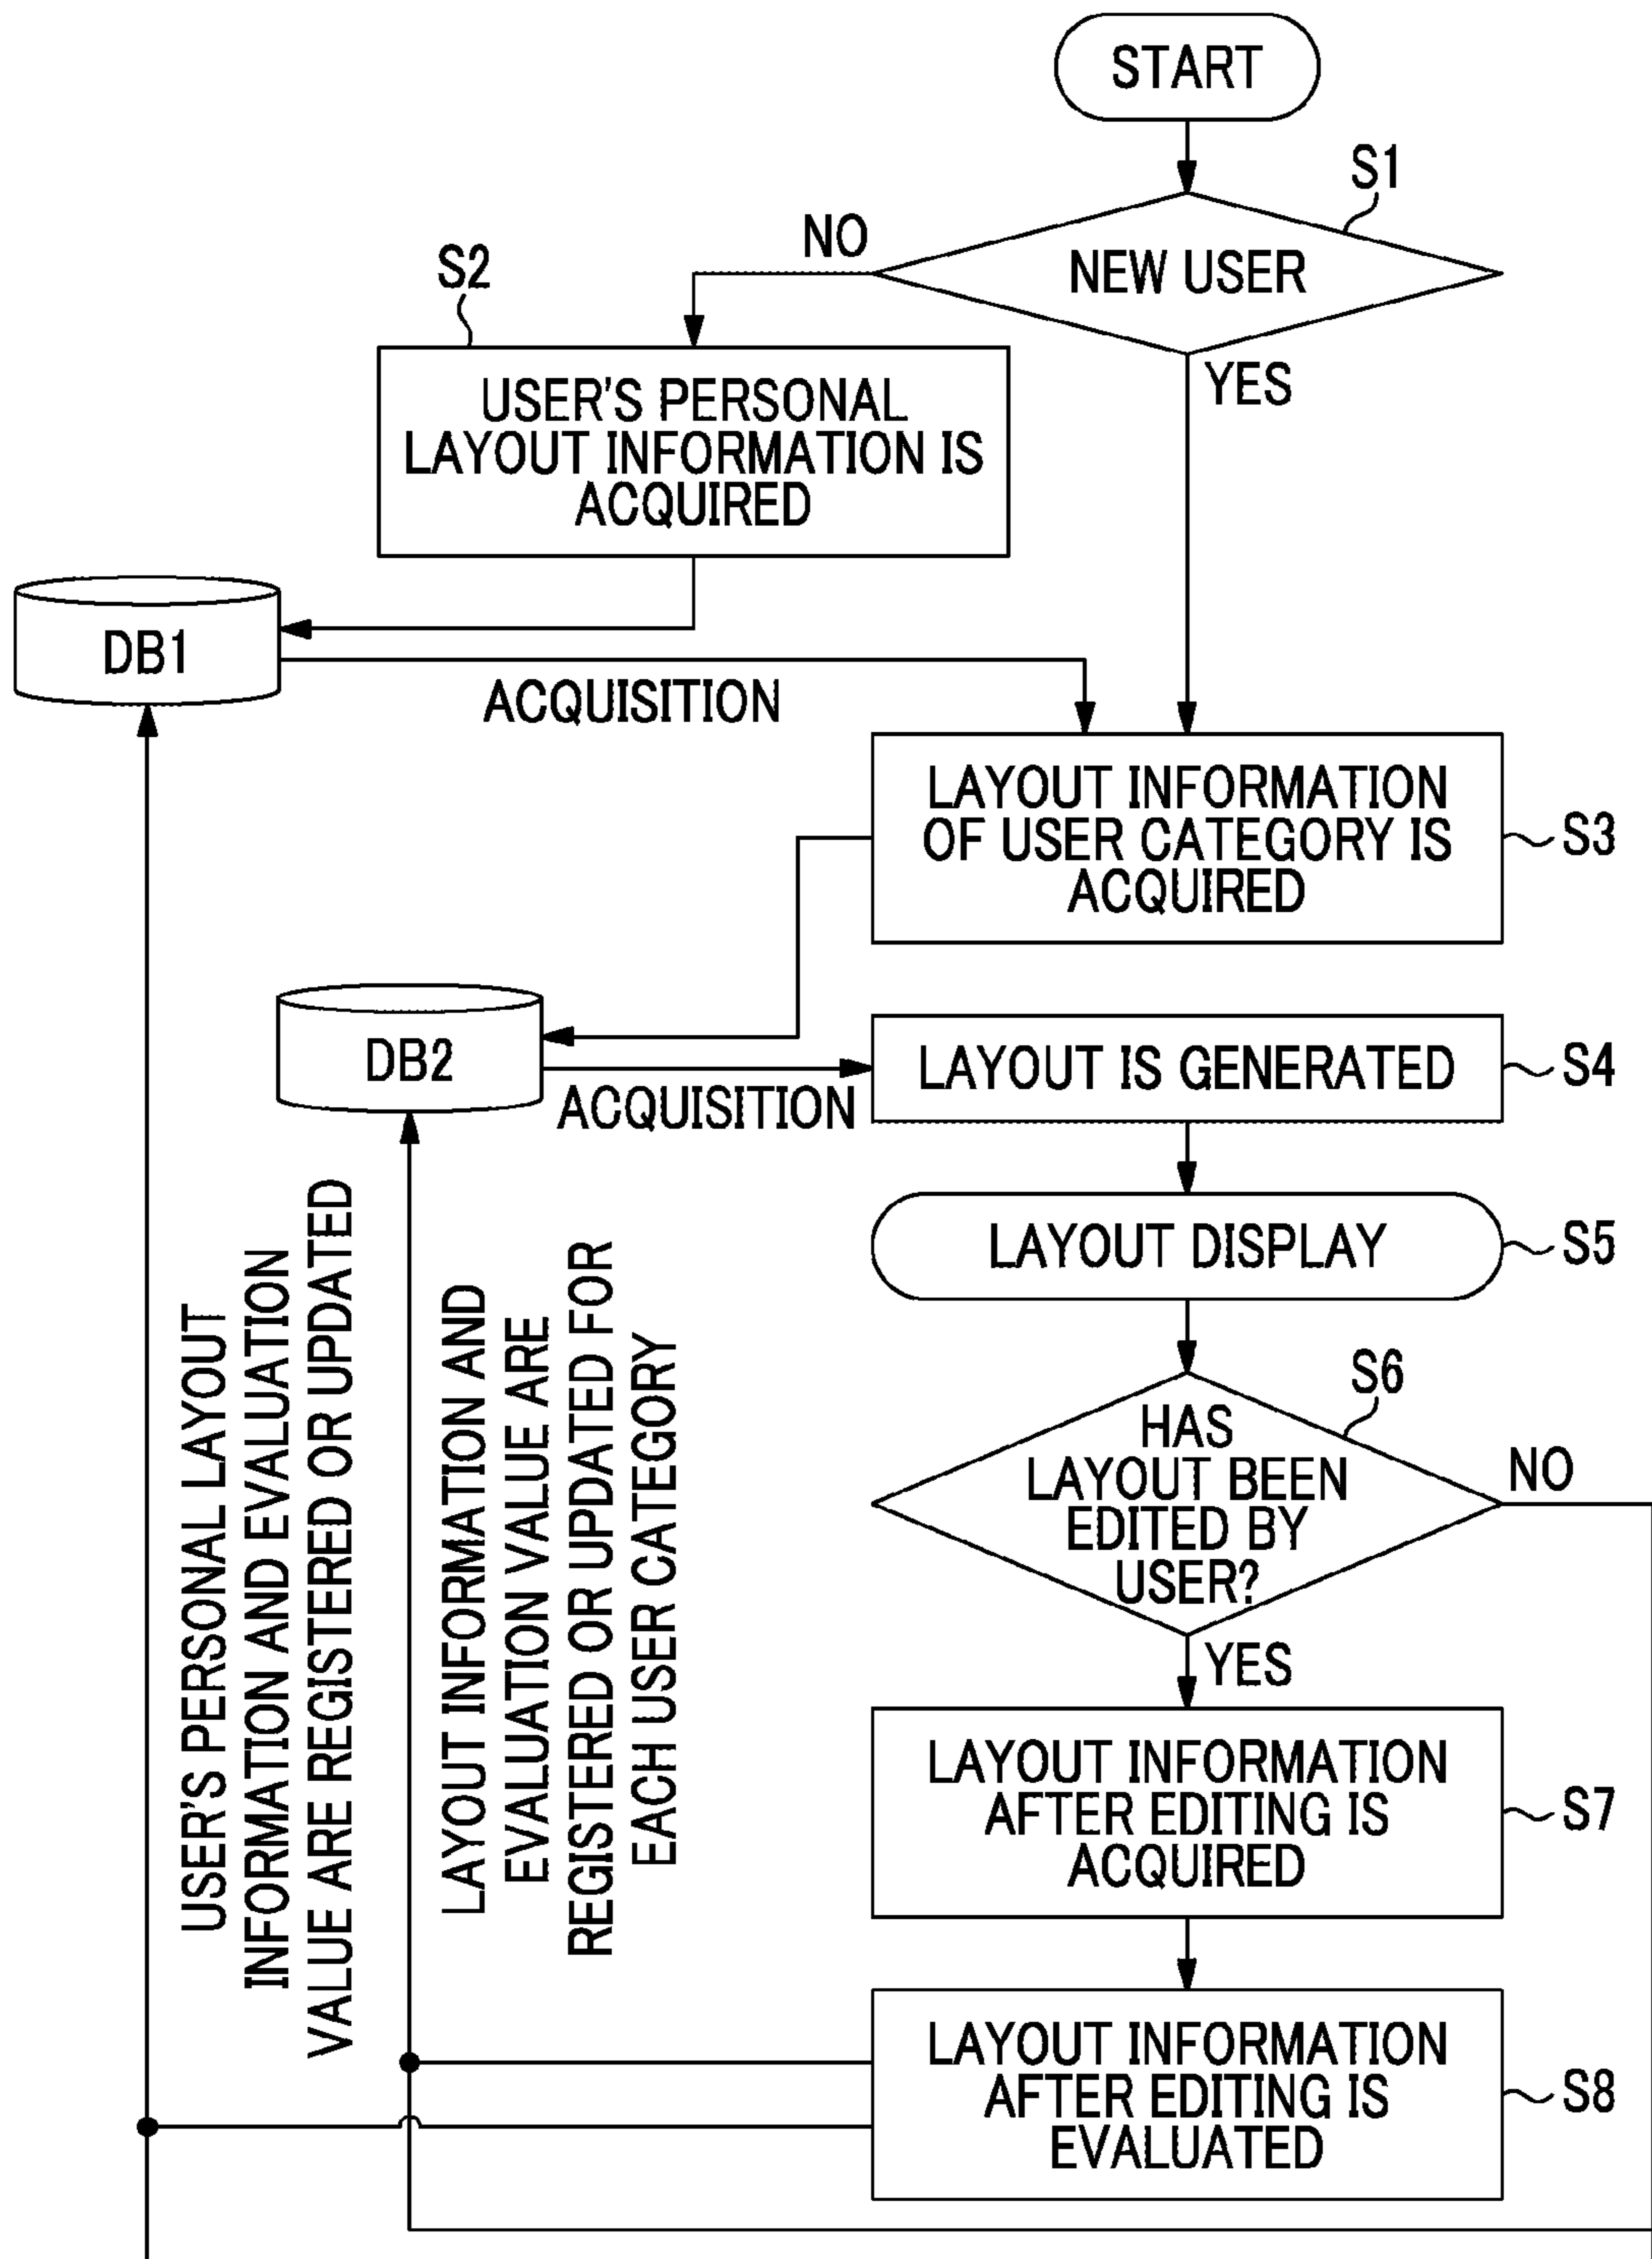 START
S1
NO
NEW USER
S2
YES
USER'S PERSONAL
LAYOUT INFORMATION IS
ACQUIRED
DB1
ACQUISITION
LAYOUT INFORMATION
OF USER CATEGORY IS
ACQUIRED
S3
DB2
ACQUISITION
LAYOUT IS GENERATED
S4
LAYOUT DISPLAY
S5
S6
HAS
LAYOUT BEEN
EDITED BY
USER?
NO
YES
USER'S PERSONAL LAYOUT
INFORMATION AND EVALUATION
VALUE ARE REGISTERED OR UPDATED
LAYOUT INFORMATION AND
EVALUATION VALUE ARE
REGISTERED OR UPDATED FOR
EACH USER CATEGORY
LAYOUT INFORMATION
AFTER EDITING IS
ACQUIRED
S7
LAYOUT INFORMATION
AFTER EDITING IS
EVALUATED
S8